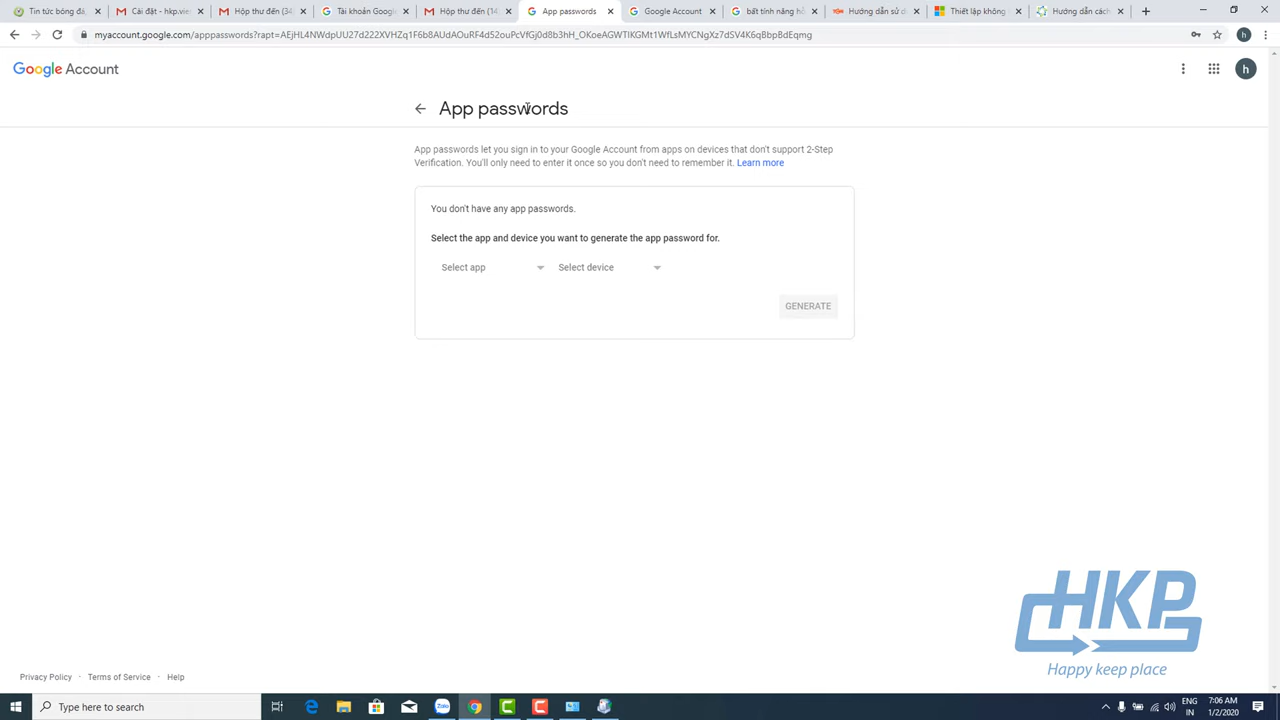 Tin tức bóng đá,
Cài đặt - hkp.vie
Hộp thư đến (34
Tài khoản Google
Hộp thư đến (14
App passwords
Google Account
bất tính năng hỗ
Hướng dẫn sử d
Thiết lập không
Hướng dẫn cách
myaccount.google.com/apppasswords?rapt=AEjHL4NWdpUU27d222XVHZq1F6b8AUdAOuRF4d52ouPcVfGj0d8b3hH_OKoeAGWTlKGMt1WfLsMYCNgXz7dSV4K6qBbpBdEqmg
h
Google Account
h
App passwords
App passwords let you sign in to your Google Account from apps on devices that don't support 2-Step
Verification. You'll only need to enter it once so you don't need to remember it. Learn more
You don't have any app passwords.
Select the app and device you want to generate the app password for.
Select app
Select device
GENERATE
HKP
Happy keep place
Privacy Policy · Terms of Service · Help
Type here to search
Zalo
ENG
IN
7:06 AM
1/2/2020